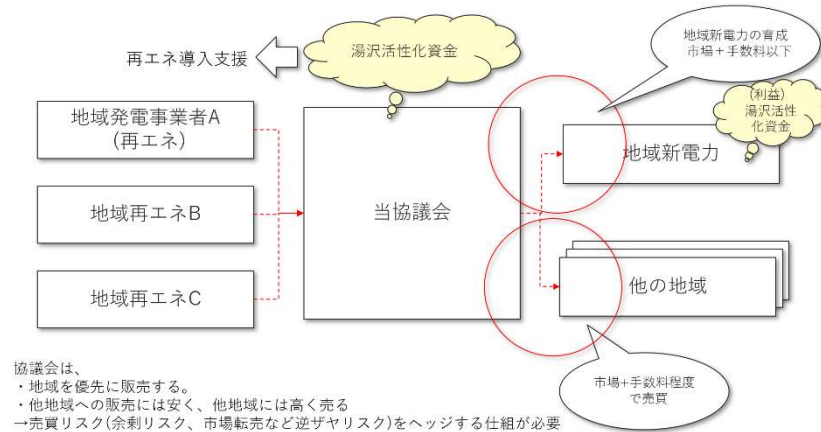 再エネ導入支援
湯沢活性化資金
地域新電力の育成
市場＋手数料以下
(利益)
湯沢活性
化資金
地域発電事業者A
(再エネ)
地域再エネB
地域再エネC
当協議会
地域新電力
他の地域
市場+手数料程度
で売買
協議会は、
・地域を優先に販売する。
・他地域への販売には安く、他地域には高く売る
→売買リスク(余剰リスク、市場転売など逆ザヤリスク)をヘッジする仕組が必要